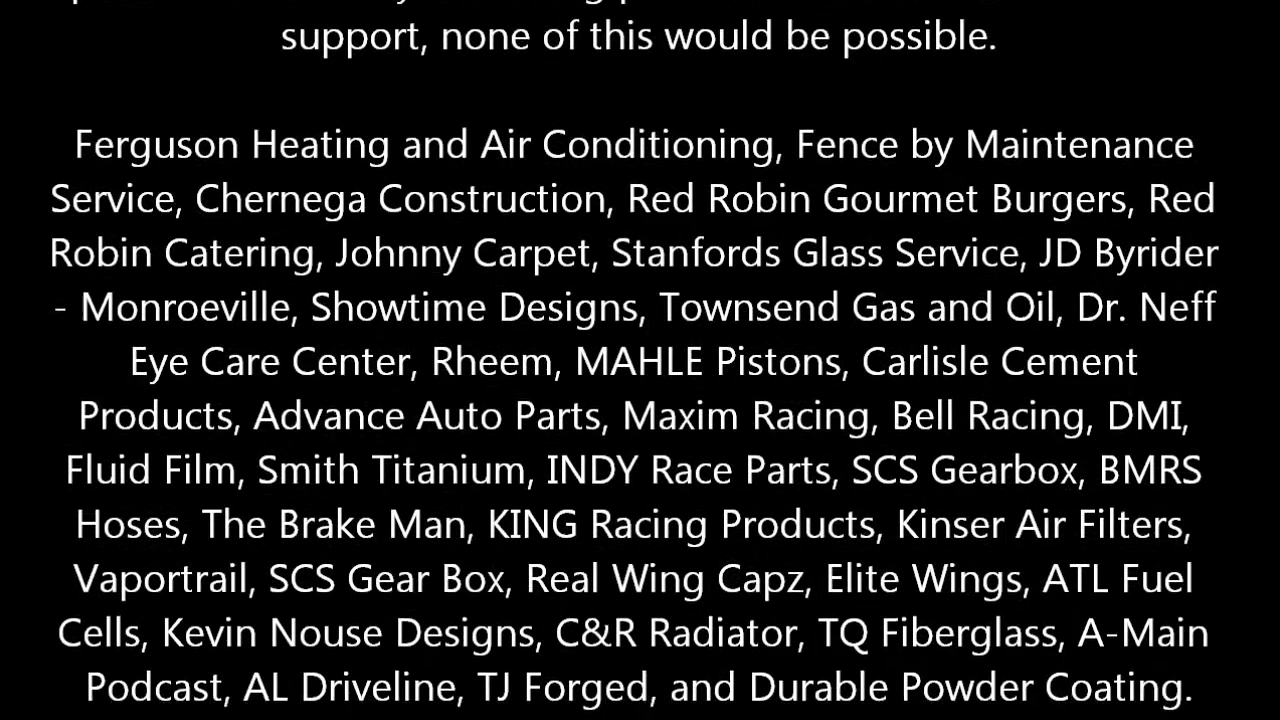 support, none of this would be possible.
Ferguson Heating and Air Conditioning, Fence by Maintenance
Service, Chernega Construction, Red Robin Gourmet Burgers, Red
Robin Catering, Johnny Carpet, Stanfords Glass Service, JD Byrider
- Monroeville, Showtime Designs, Townsend Gas and Oil, Dr. Neff
Eye Care Center, Rheem, MAHLE Pistons, Carlisle Cement
Products, Advance Auto Parts, Maxim Racing, Bell Racing, DMI,
Fluid Film, Smith Titanium, INDY Race Parts, SCS Gearbox, BMRS
Hoses, The Brake Man, KING Racing Products, Kinser Air Filters,
Vaportrail, SCS Gear Box, Real Wing Capz, Elite Wings, ATL Fuel
Cells, Kevin Nouse Designs, C&R Radiator, TQ Fiberglass, A-Main
Podcast, AL Driveline, TJ Forged, and Durable Powder Coating.